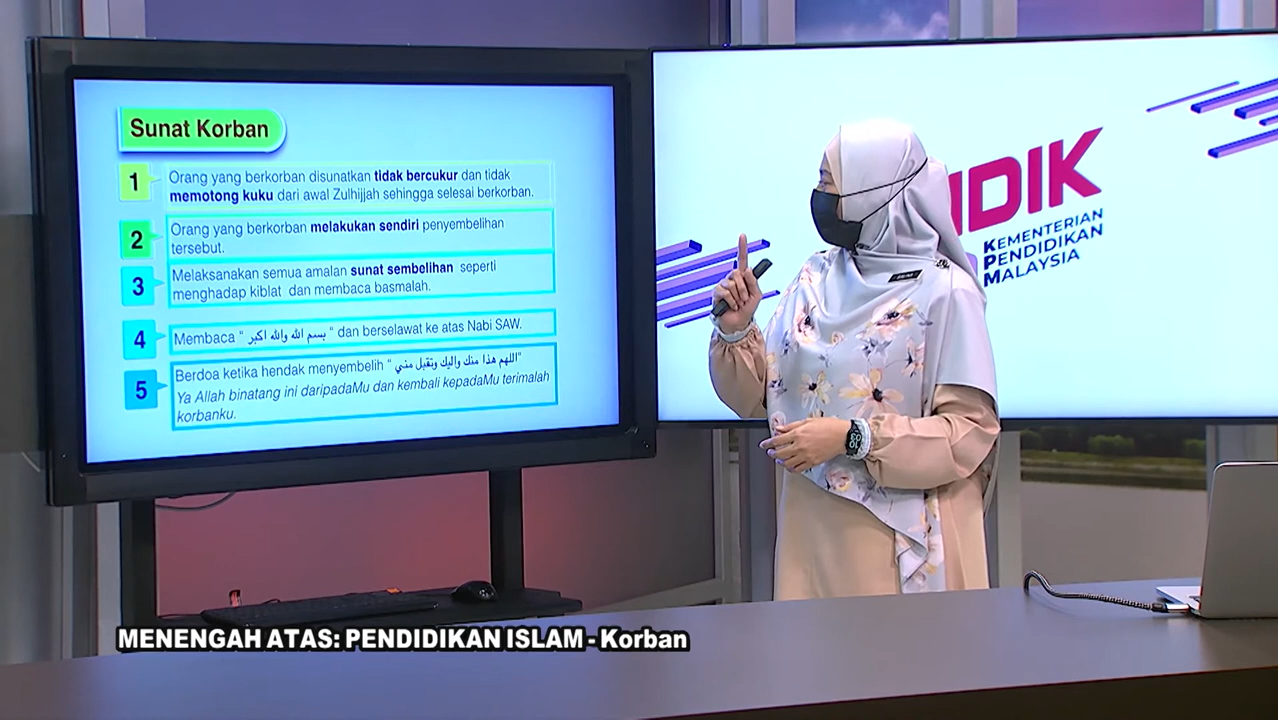 Sunat Korban
1
Orang yang berkorban disunatkan tidak bercukur dan tidak
memotong kuku dari awal Zulhijjah sehingga selesai berkorban.
2
Orang yang berkorban melakukan sendiri penyembelihan
tersebut.
3
Melaksanakan semua amalan sunat sembelihan seperti
menghadap kiblat dan membaca basmalah.
4
Membaca “ بسم الله والله اكبر “ dan berselawat ke atas Nabi SAW.
5
Berdoa ketika hendak menyembelih “ اللهم هذا منك واليك وتقبل مني”
Ya Allah binatang ini daripadaMu dan kembali kepadaMu terimalah
korbanku.
IDIK
KEMENTERIAN
PENDIDIKAN
MALAYSIA
MENENGAH ATAS: PENDIDIKAN ISLAM - Korban